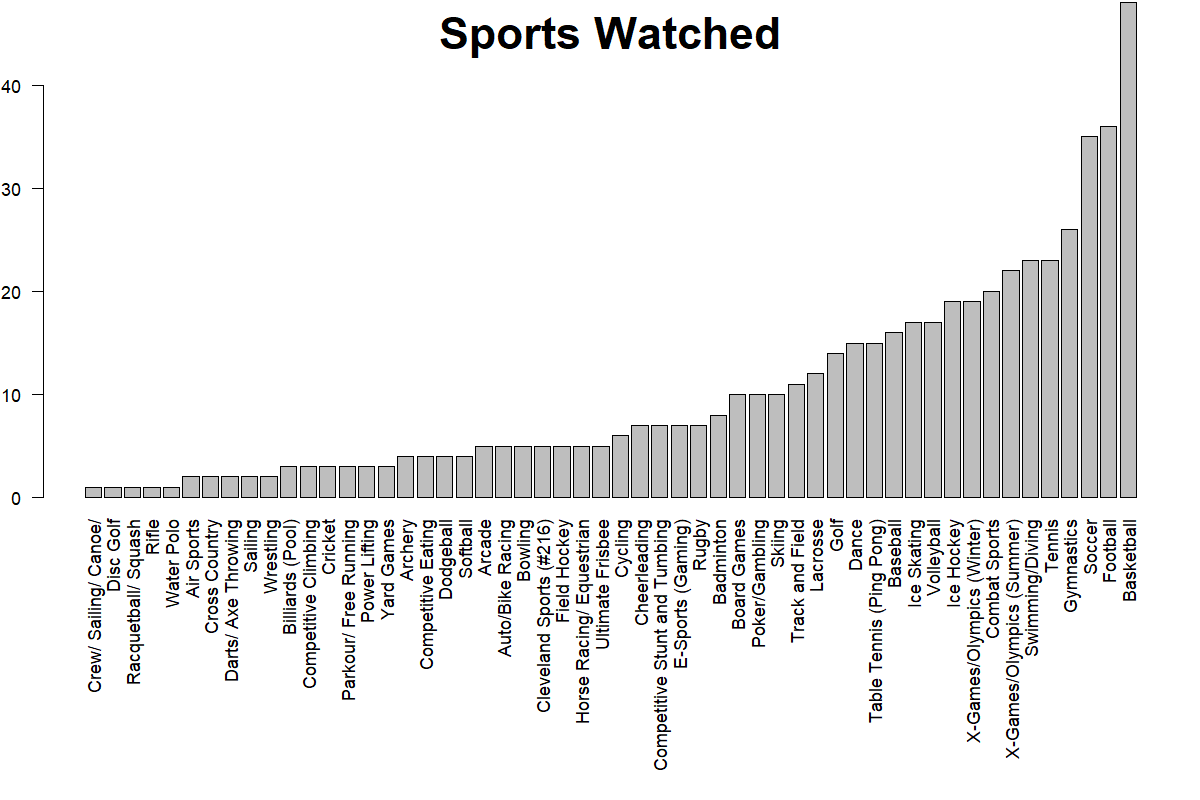 Sports Watched
40
30
20
10
0
Crew/ Sailing/ Canoe/
Disc Golf
Racquetball/ Squash
Rifle
Water Polo
Air Sports
Cross Country
Darts/ Axe Throwing
Sailing
Wrestling
Billiards (Pool)
Competitive Climbing
Cricket
Parkour/ Free Running
Power Lifting
Yard Games
Archery
Competitive Eating
Dodgeball
Softball
Arcade
Auto/Bike Racing
Bowling
Cleveland Sports (#216)
Field Hockey
Horse Racing/ Equestrian
Ultimate Frisbee
Cycling
Cheerleading
Competitive Stunt and Tumbing
E-Sports (Gaming)
Rugby
Badminton
Board Games
Poker/Gambling
Skiing
Track and Field
Lacrosse
Golf
Dance
Table Tennis (Ping Pong)
Baseball
Ice Skating
Volleyball
Ice Hockey
X-Games/Olympics (Winter)
Combat Sports
X-Games/Olympics (Summer)
Swimming/Diving
Tennis
Gymnastics
Soccer
Football
Basketball